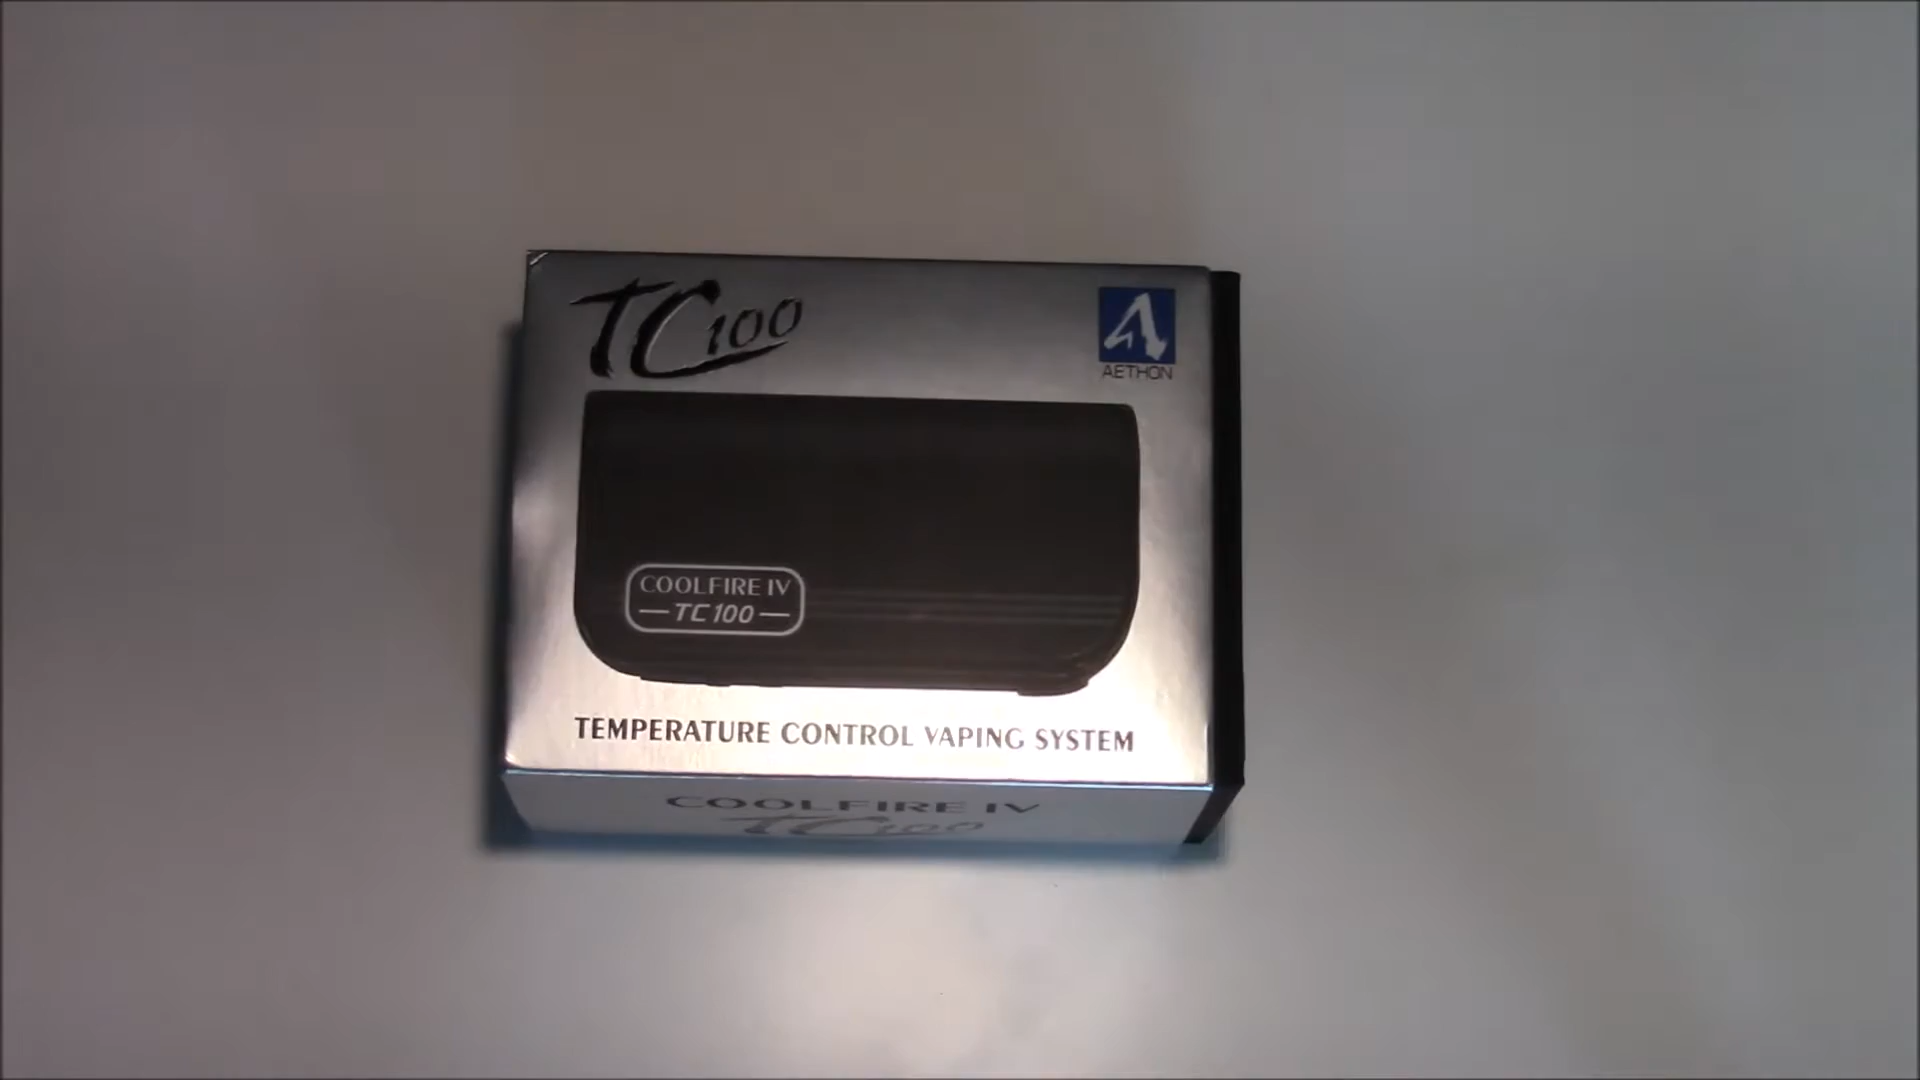 TC100
AETHON
COOLFIRE IV
TC100
TEMPERATURE CONTROL VAPING SYSTEM
COOLFIRE IV
TC100